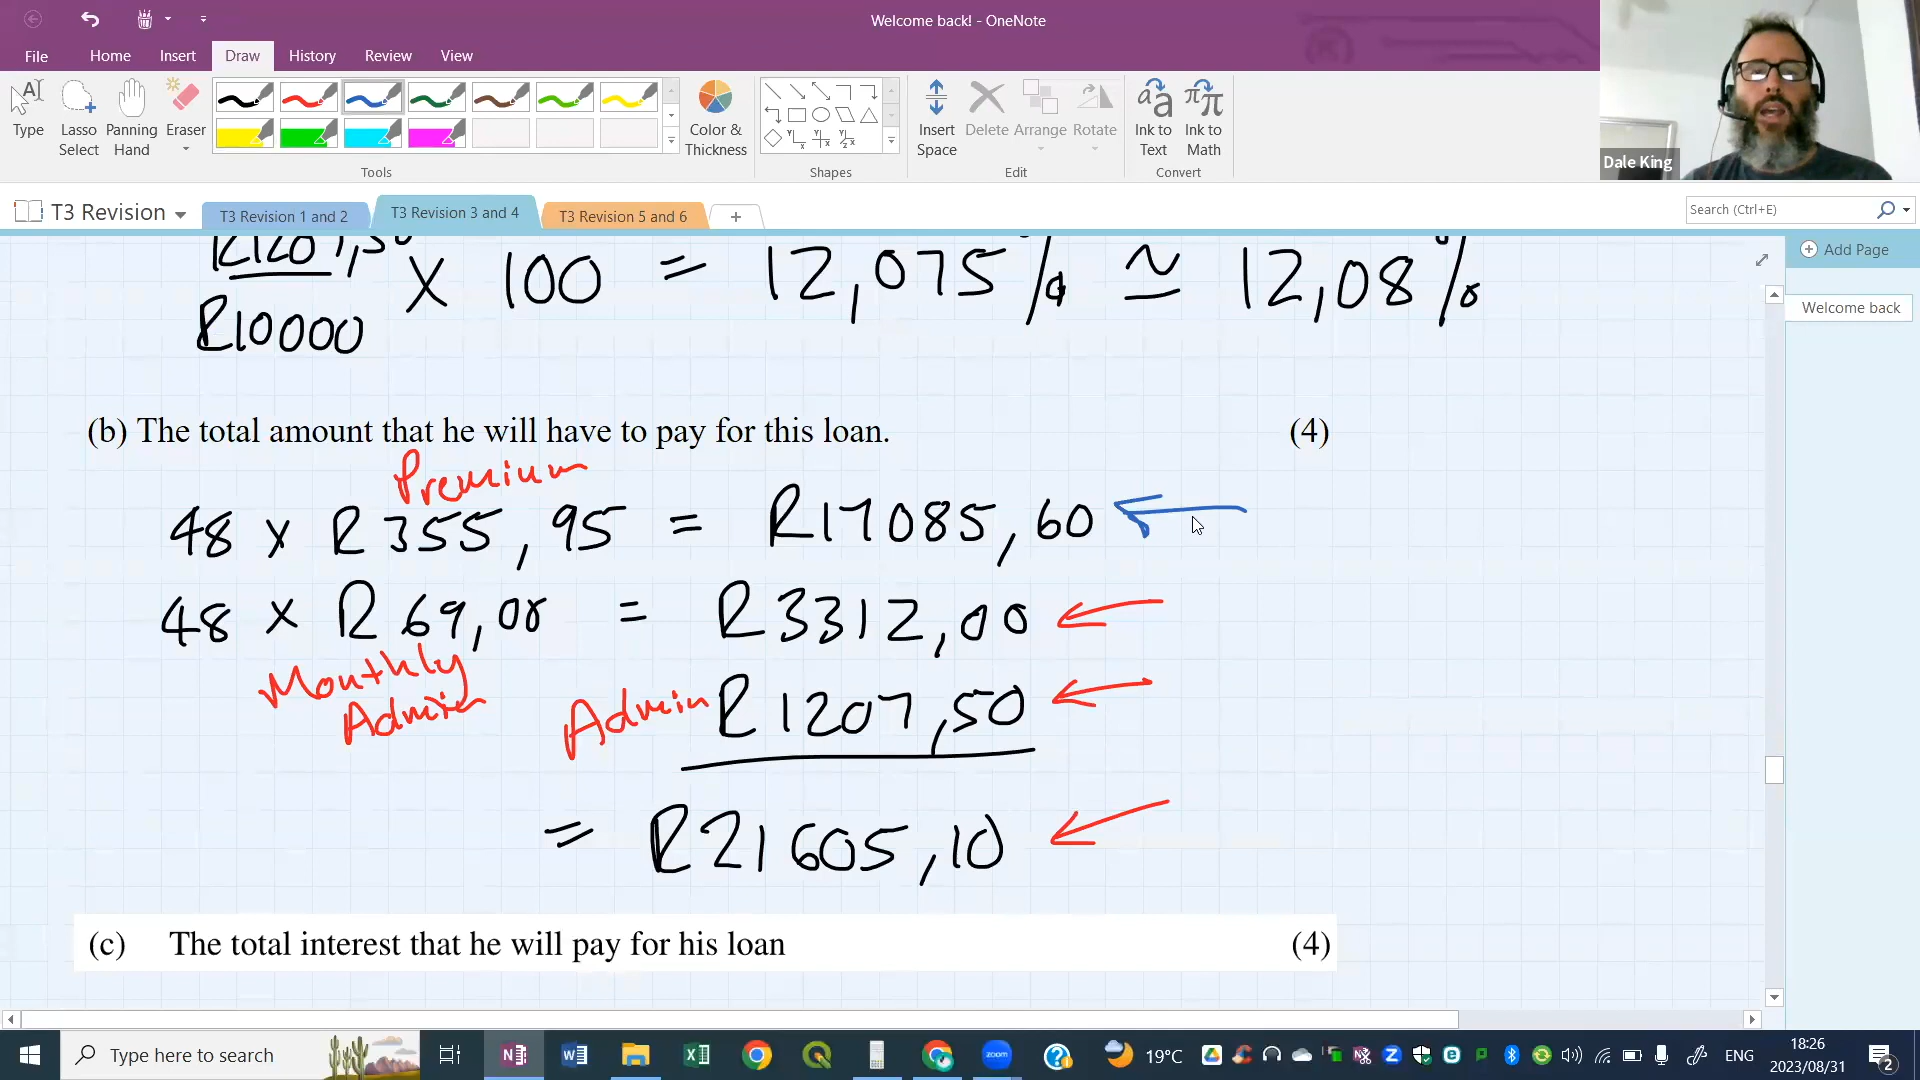 Welcome back! - OneNote
File Home Insert Draw History Review View
Type
Lasso Select
Panning Hand
Eraser
Color & Thickness
Insert Space
Delete
Arrange
Rotate
Ink to Text
Ink to Math
Tools
Shapes
Edit
Convert
Dale King
T3 Revision
T3 Revision 1 and 2
T3 Revision 3 and 4
T3 Revision 5 and 6
+
Search (Ctrl+E)
Add Page
Welcome back
R1207,50
R10000
x 100 = 12,075% ≃ 12,08%
(b) The total amount that he will have to pay for this loan. (4)
Premium
48 x R355,95 = R17085,60
48 x R69,00 = R3312,00
Monthly
Admin
Admin R1207,50
= R21605,10
(c) The total interest that he will pay for his loan (4)
Type here to search
zoom
19°C
ENG
18:26
2023/08/31
2